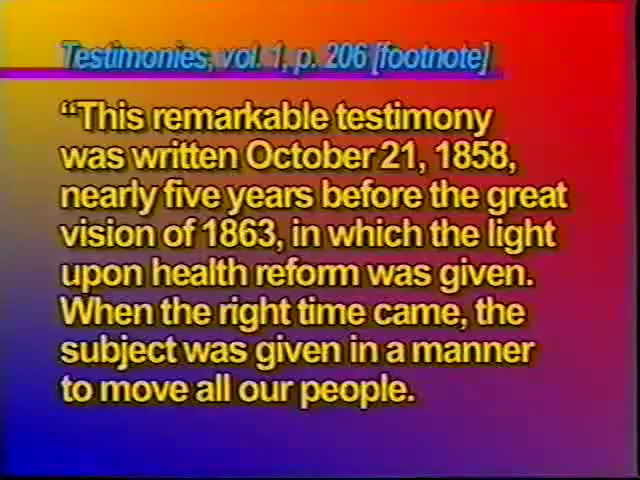 Testimonies, vol. 1, p. 206 [footnote]
“This remarkable testimony
was written October 21, 1858,
nearly five years before the great
vision of 1863, in which the light
upon health reform was given.
When the right time came, the
subject was given in a manner
to move all our people.